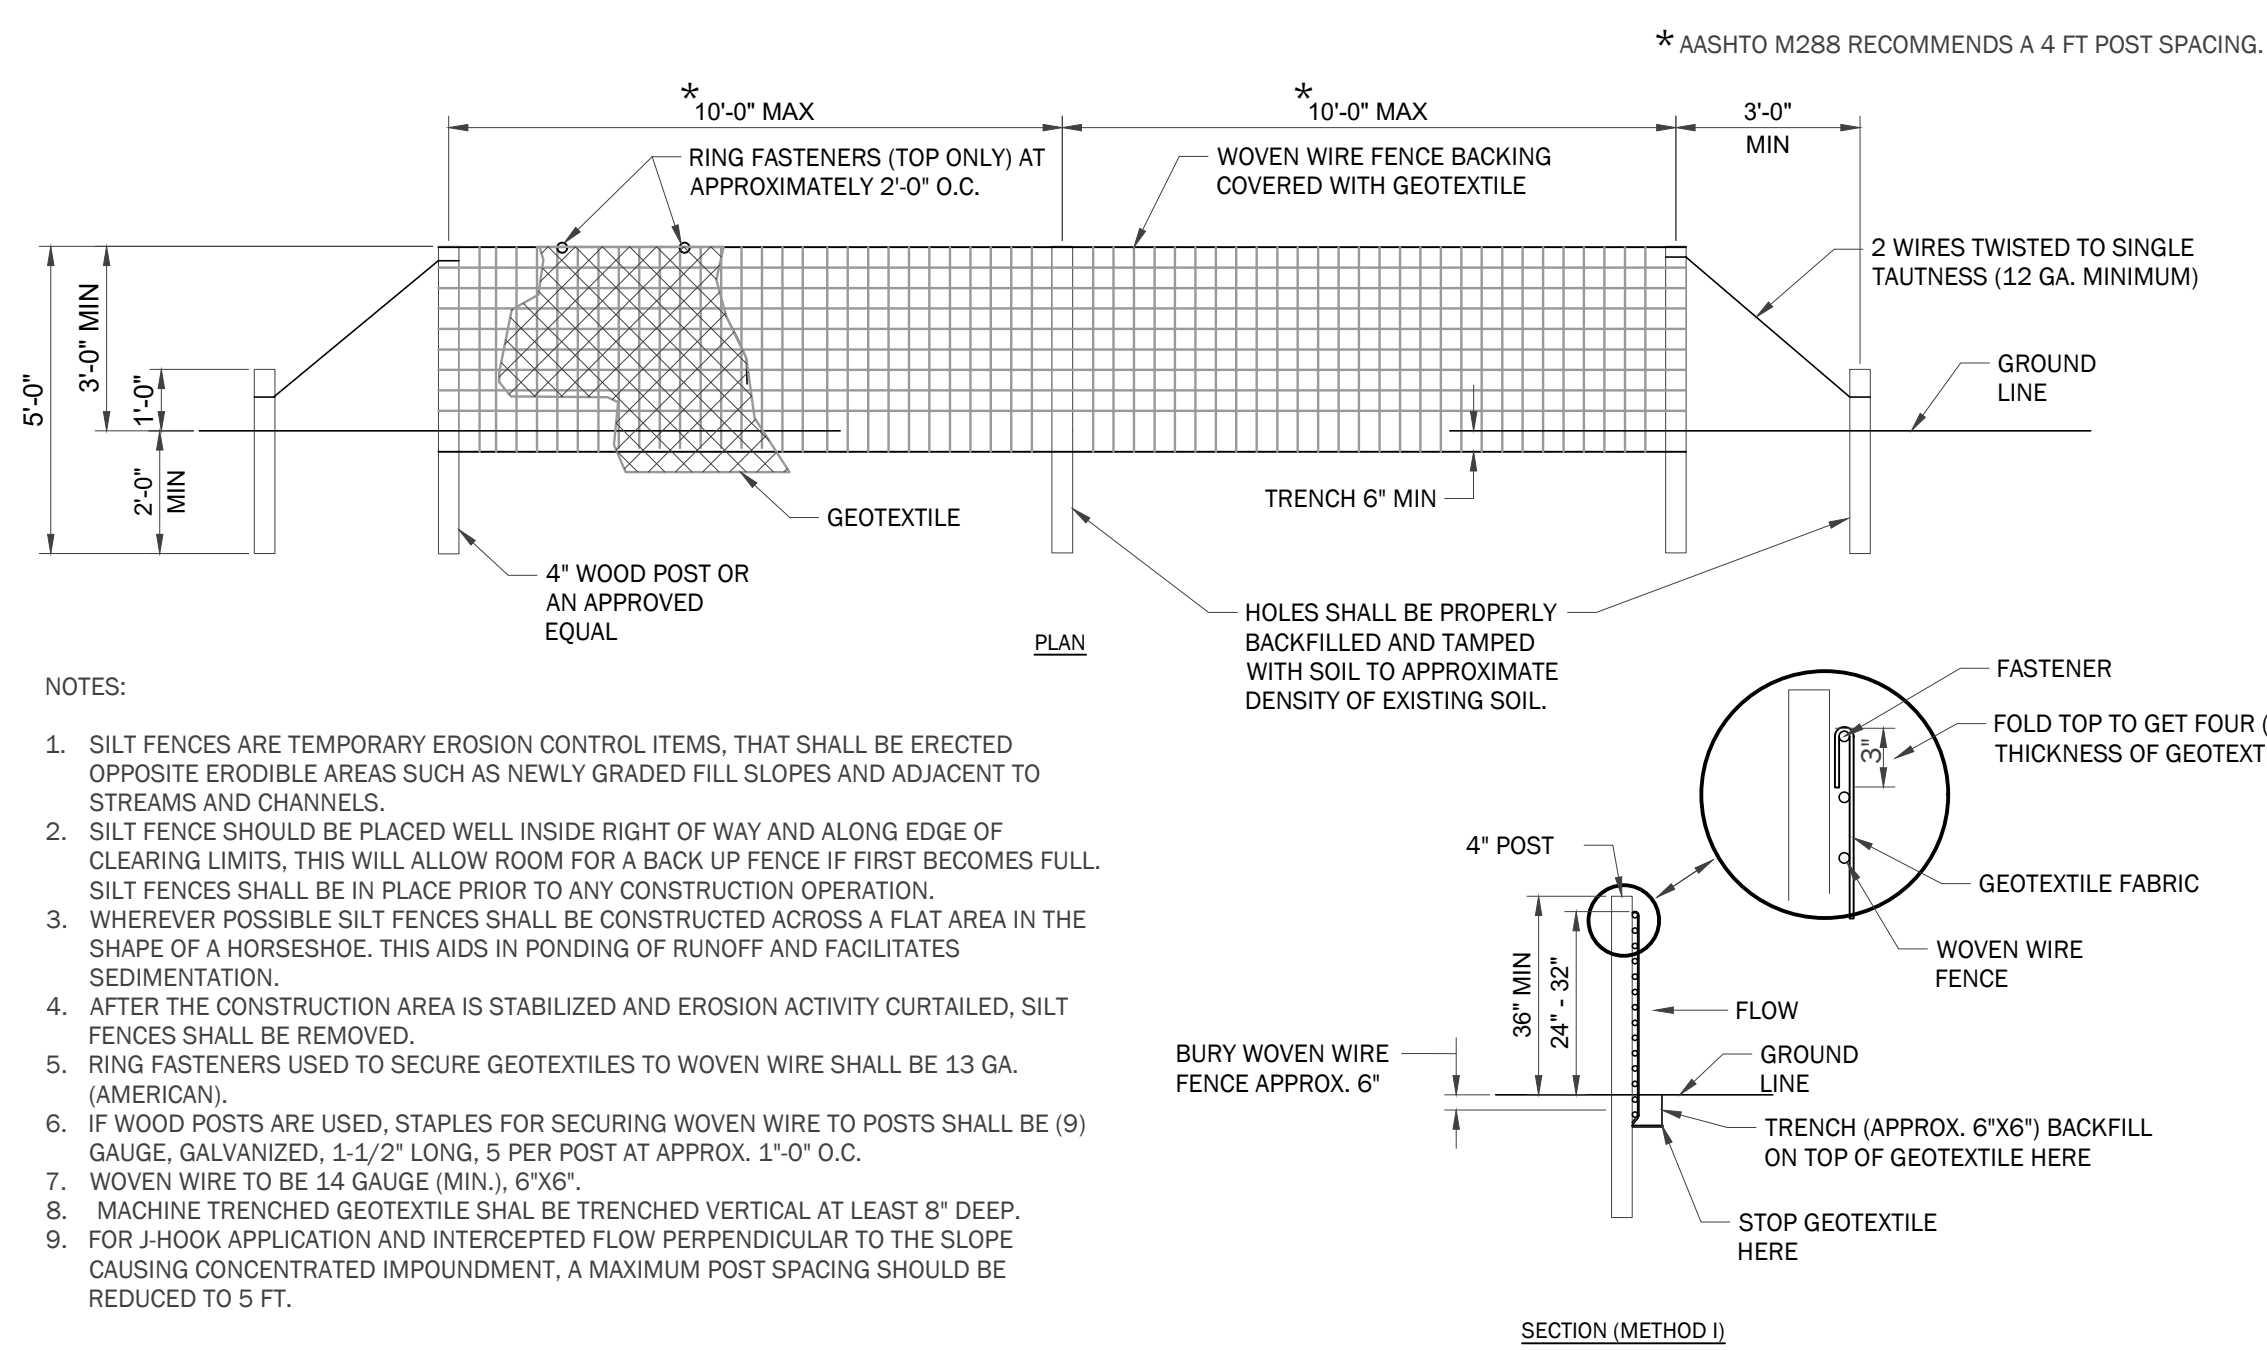 * AASHTO M288 RECOMMENDS A 4 FT POST SPACING.
*
10'-0" MAX
*
10'-0" MAX
3'-0"
MIN
RING FASTENERS (TOP ONLY) AT
APPROXIMATELY 2'-0" O.C.
WOVEN WIRE FENCE BACKING
COVERED WITH GEOTEXTILE
2 WIRES TWISTED TO SINGLE
TAUTNESS (12 GA. MINIMUM)
GROUND
LINE
5'-0"
3'-0" MIN
1'-0"
2'-0"
MIN
TRENCH 6" MIN
GEOTEXTILE
4" WOOD POST OR
AN APPROVED
EQUAL
HOLES SHALL BE PROPERLY
BACKFILLED AND TAMPED
WITH SOIL TO APPROXIMATE
DENSITY OF EXISTING SOIL.
PLAN
NOTES:
1. SILT FENCES ARE TEMPORARY EROSION CONTROL ITEMS, THAT SHALL BE ERECTED
OPPOSITE ERODIBLE AREAS SUCH AS NEWLY GRADED FILL SLOPES AND ADJACENT TO
STREAMS AND CHANNELS.
2. SILT FENCE SHOULD BE PLACED WELL INSIDE RIGHT OF WAY AND ALONG EDGE OF
CLEARING LIMITS, THIS WILL ALLOW ROOM FOR A BACK UP FENCE IF FIRST BECOMES FULL.
SILT FENCES SHALL BE IN PLACE PRIOR TO ANY CONSTRUCTION OPERATION.
3. WHEREVER POSSIBLE SILT FENCES SHALL BE CONSTRUCTED ACROSS A FLAT AREA IN THE
SHAPE OF A HORSESHOE. THIS AIDS IN PONDING OF RUNOFF AND FACILITATES
SEDIMENTATION.
4. AFTER THE CONSTRUCTION AREA IS STABILIZED AND EROSION ACTIVITY CURTAILED, SILT
FENCES SHALL BE REMOVED.
5. RING FASTENERS USED TO SECURE GEOTEXTILES TO WOVEN WIRE SHALL BE 13 GA.
(AMERICAN).
6. IF WOOD POSTS ARE USED, STAPLES FOR SECURING WOVEN WIRE TO POSTS SHALL BE (9)
GAUGE, GALVANIZED, 1-1/2" LONG, 5 PER POST AT APPROX. 1"-0" O.C.
7. WOVEN WIRE TO BE 14 GAUGE (MIN.), 6"X6".
8. MACHINE TRENCHED GEOTEXTILE SHAL BE TRENCHED VERTICAL AT LEAST 8" DEEP.
9. FOR J-HOOK APPLICATION AND INTERCEPTED FLOW PERPENDICULAR TO THE SLOPE
CAUSING CONCENTRATED IMPOUNDMENT, A MAXIMUM POST SPACING SHOULD BE
REDUCED TO 5 FT.
FASTENER
FOLD TOP TO GET FOUR (
THICKNESS OF GEOTEXT
3"
GEOTEXTILE FABRIC
WOVEN WIRE
FENCE
4" POST
36" MIN
24" - 32"
FLOW
GROUND
LINE
BURY WOVEN WIRE
FENCE APPROX. 6"
TRENCH (APPROX. 6"X6") BACKFILL
ON TOP OF GEOTEXTILE HERE
STOP GEOTEXTILE
HERE
SECTION (METHOD I)